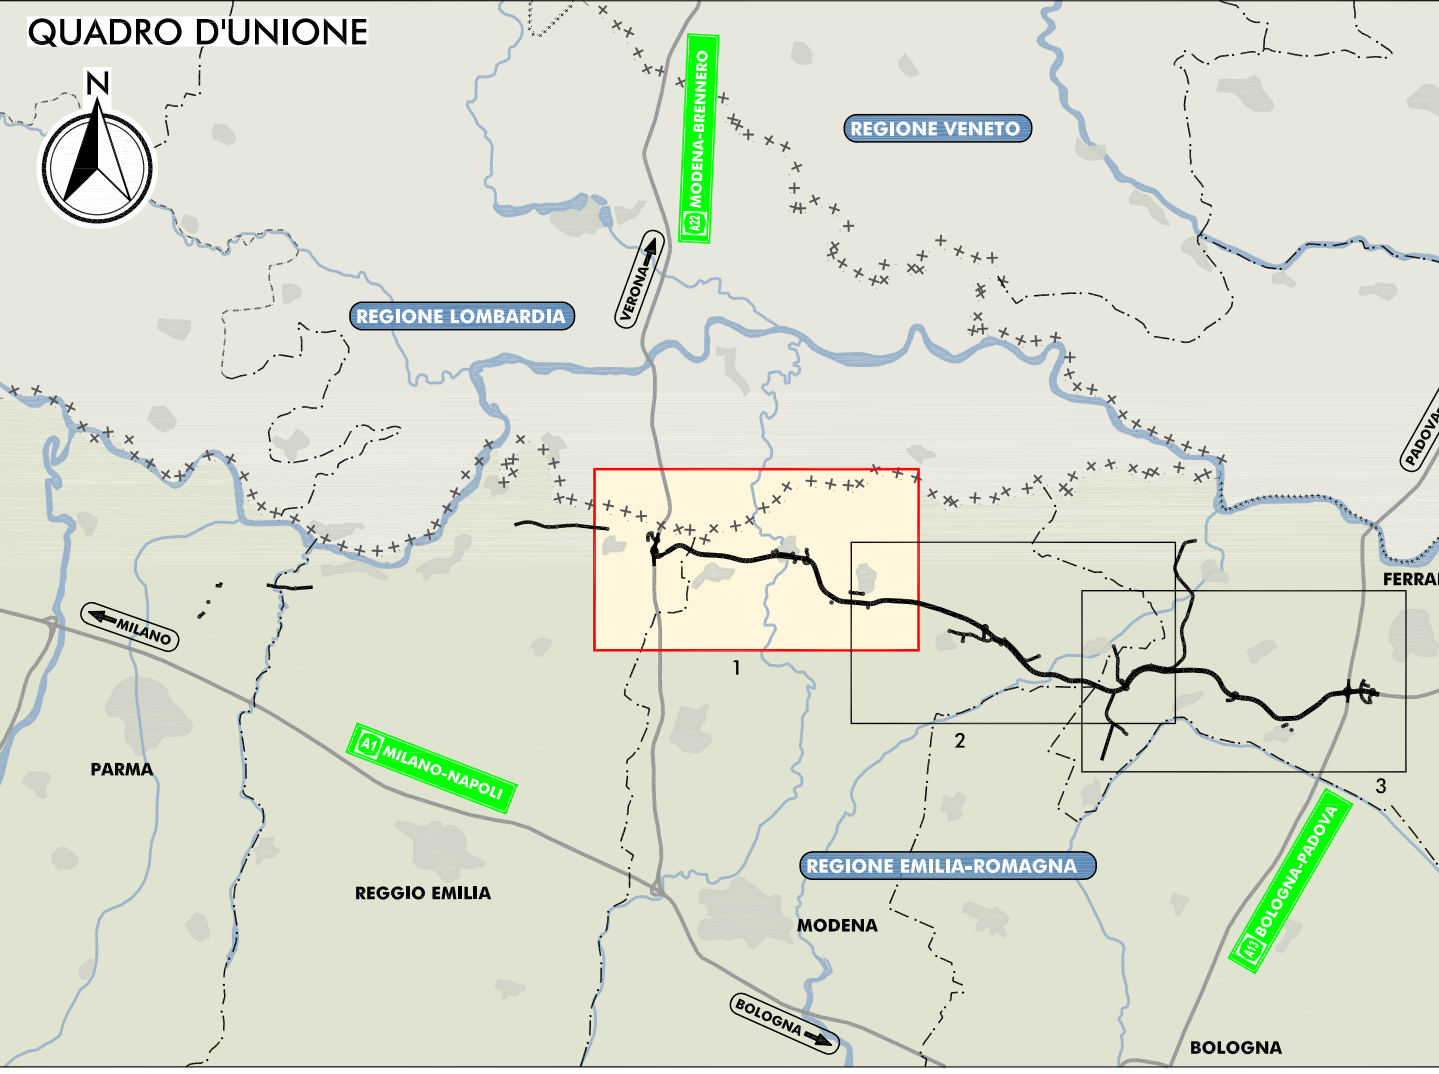 QUADRO D'UNIONE
N
A22 MODENA-BRENNERO
REGIONE VENETO
VERONA
REGIONE LOMBARDIA
PADOVA
FERRAR
MILANO
1
2
3
PARMA
A1 MILANO-NAPOLI
REGIONE EMILIA-ROMAGNA
A13 BOLOGNA-PADOVA
REGGIO EMILIA
MODENA
BOLOGNA
BOLOGNA